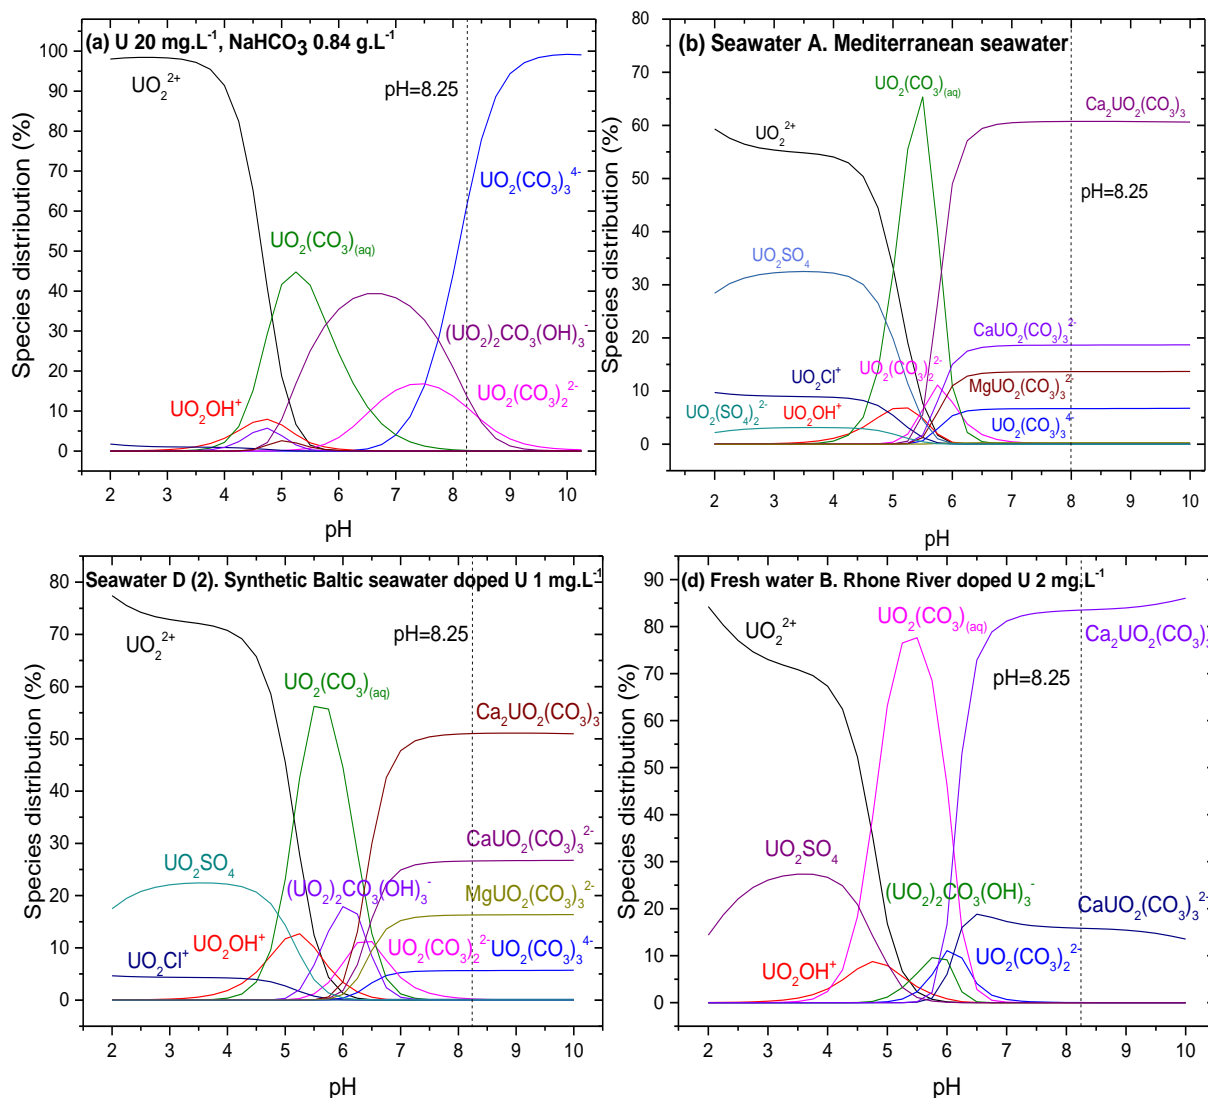 (a) U 20 mg.L⁻¹, NaHCO₃ 0.84 g.L⁻¹
100
90
80
70
60
50
40
30
20
10
0
Species distribution (%)
UO₂²⁺
pH=8.25
UO₂(CO₃)₃⁴⁻
UO₂(CO₃)₍aq₎
(UO₂)₂CO₃(OH)₃⁻
UO₂(CO₃)₂²⁻
UO₂OH⁺
2 3 4 5 6 7 8 9 10
pH
(b) Seawater A. Mediterranean seawater
80
70
60
50
40
30
20
10
0
Species distribution (%)
UO₂(CO₃)₍aq₎
Ca₂UO₂(CO₃)₃
UO₂²⁺
pH=8.25
UO₂SO₄
CaUO₂(CO₃)₃²⁻
UO₂(CO₃)₂²⁻
UO₂Cl⁺
MgUO₂(CO₃)₃²⁻
UO₂(SO₄)₂²⁻
UO₂OH⁺
UO₂(CO₃)₃⁴⁻
2 3 4 5 6 7 8 9 10
pH
Seawater D (2). Synthetic Baltic seawater doped U 1 mg.L⁻¹
80
70
60
50
40
30
20
10
0
Species distribution (%)
UO₂²⁺
pH=8.25
UO₂(CO₃)₍aq₎
Ca₂UO₂(CO₃)₃
CaUO₂(CO₃)₃²⁻
UO₂SO₄
(UO₂)₂CO₃(OH)₃⁻
MgUO₂(CO₃)₃²⁻
UO₂OH⁺
UO₂(CO₃)₂²⁻
UO₂(CO₃)₃⁴⁻
UO₂Cl⁺
2 3 4 5 6 7 8 9 10
pH
(d) Fresh water B. Rhone River doped U 2 mg.L⁻¹
90
80
70
60
50
40
30
20
10
0
Species distribution (%)
UO₂(CO₃)₍aq₎
UO₂²⁺
Ca₂UO₂(CO₃)₃
pH=8.25
UO₂SO₄
(UO₂)₂CO₃(OH)₃⁻
CaUO₂(CO₃)₃²⁻
UO₂OH⁺
UO₂(CO₃)₂²⁻
2 3 4 5 6 7 8 9 10
pH